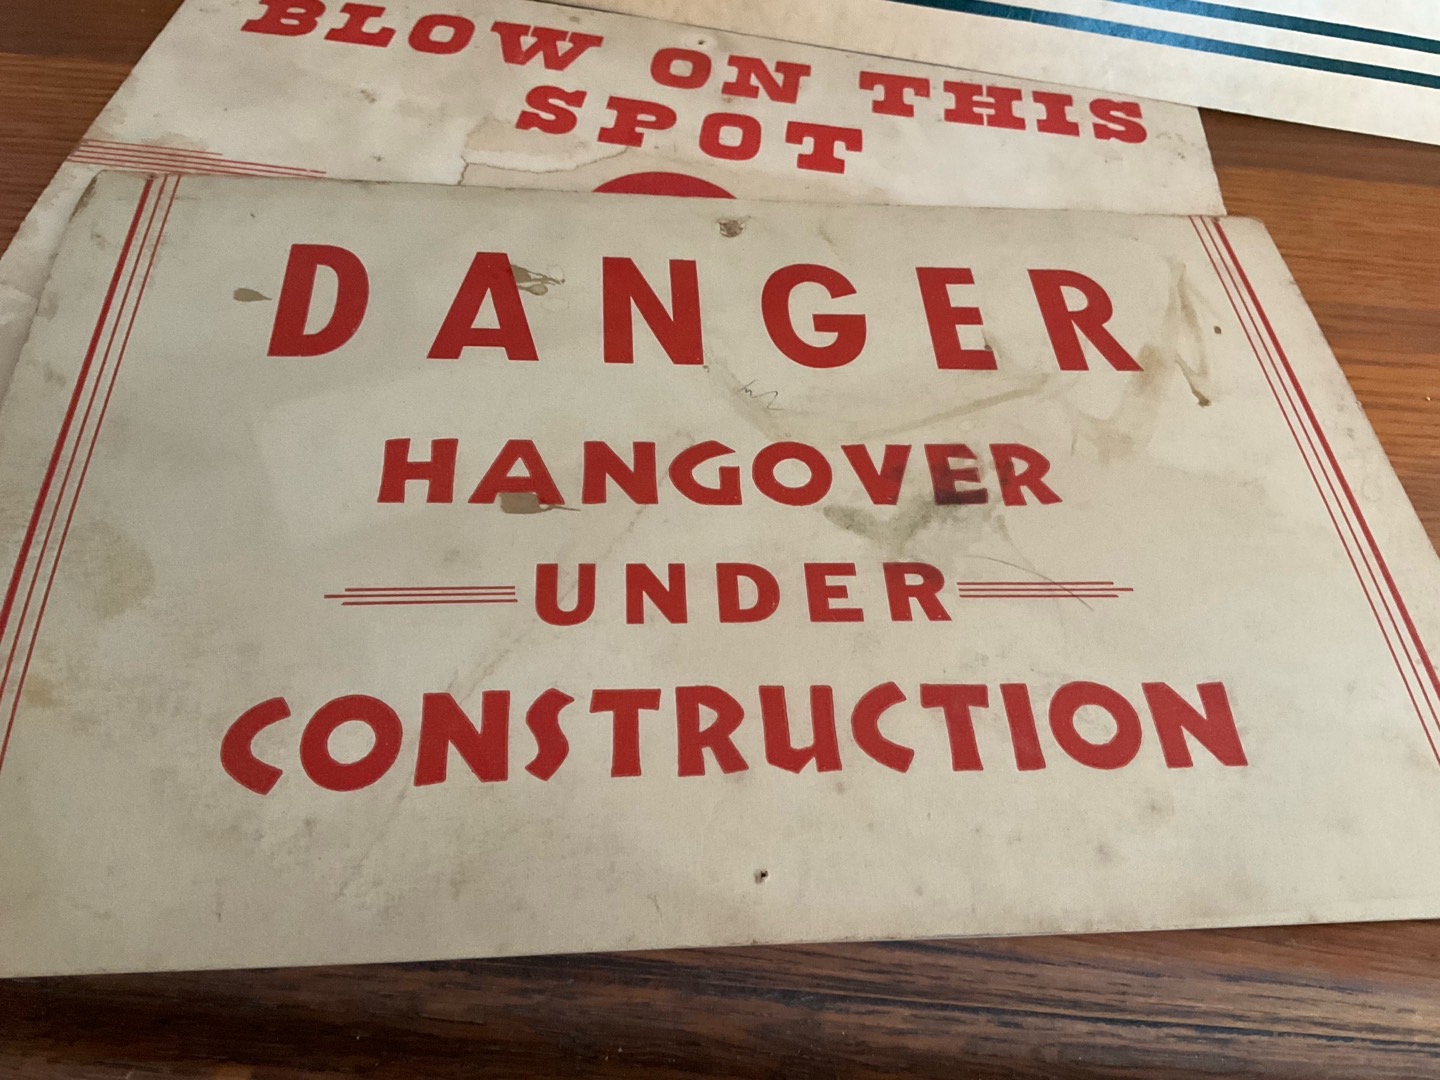 BLOW ON THIS
SPOT
DANGER
HANGOVER
UNDER
CONSTRUCTION